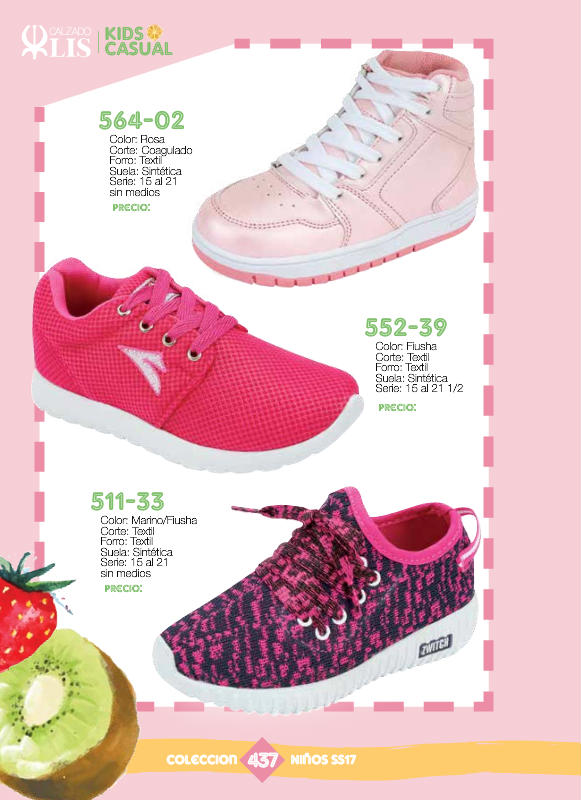 CALZADO
LIS
KIDS
CASUAL
564-02
Color: Rosa
Corte: Coagulado
Forro: Textil
Suela: Sintética
Serie: 15 al 21
sin medios
PRECIO:
552-39
Color: Fiusha
Corte: Textil
Forro: Textil
Suela: Sintética
Serie: 15 al 21 1/2
PRECIO:
511-33
Color: Marino/Fiusha
Corte: Textil
Forro: Textil
Suela: Sintética
Serie: 15 al 21
sin medios
PRECIO:
ZWITCH
COLECCION 437 NIÑOS SS17